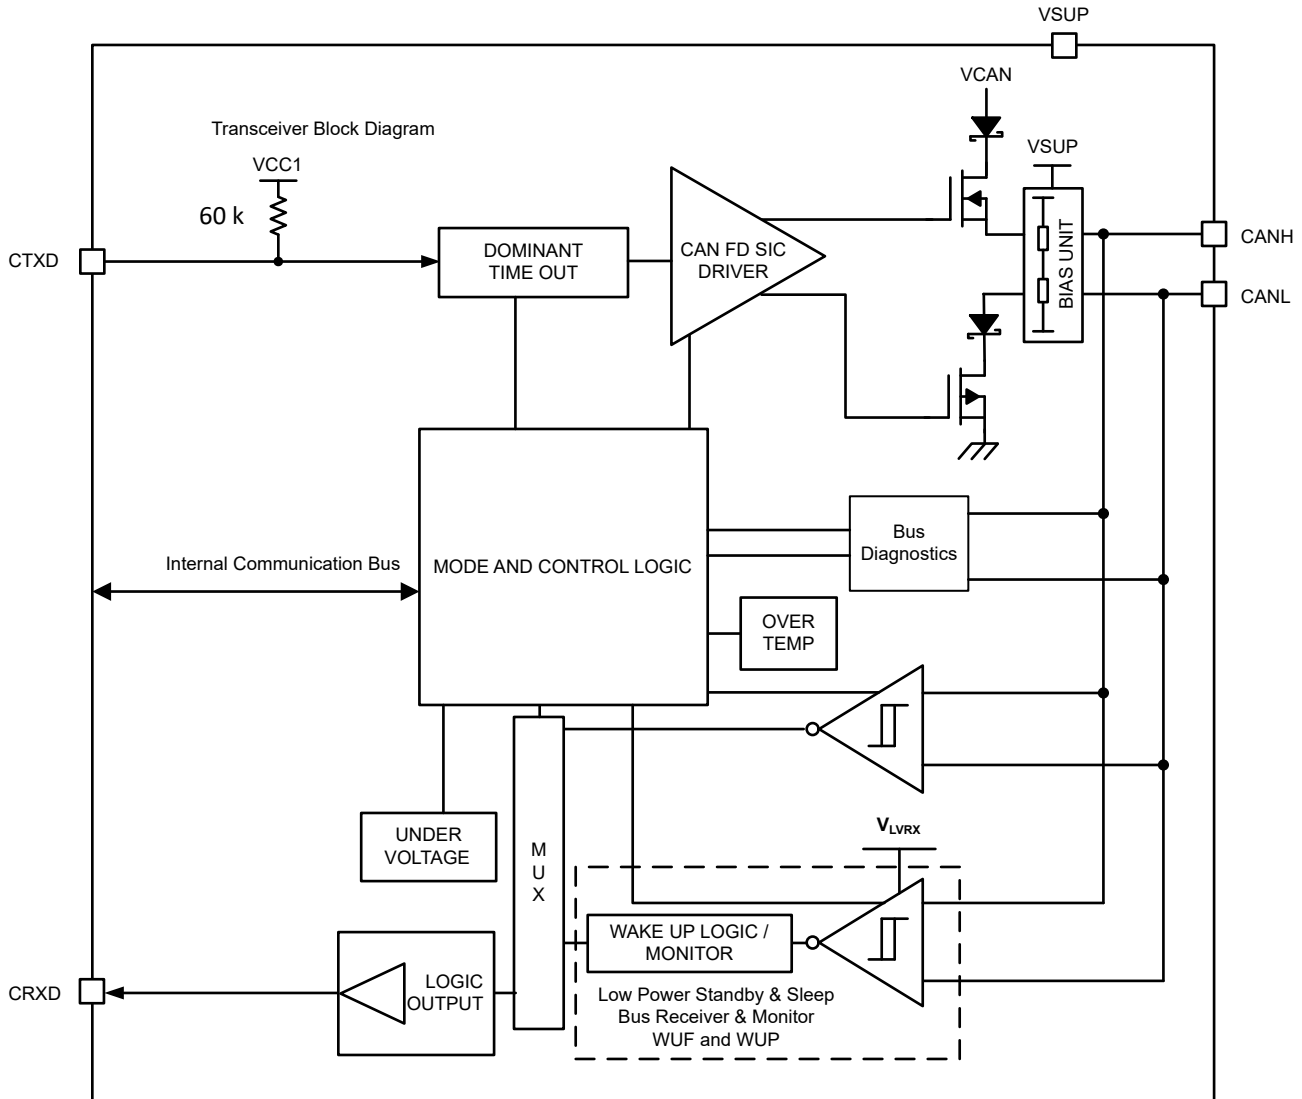 VSUP
VCAN
Transceiver Block Diagram
VCC1
VSUP
60 k
CTXD
DOMINANT
TIME OUT
CAN FD SIC
DRIVER
BIAS UNIT
CANH
CANL
Internal Communication Bus
MODE AND CONTROL LOGIC
Bus
Diagnostics
OVER
TEMP
UNDER
VOLTAGE
M
U
X
VLVRX
WAKE UP LOGIC /
MONITOR
Low Power Standby & Sleep
Bus Receiver & Monitor
WUF and WUP
CRXD
LOGIC
OUTPUT